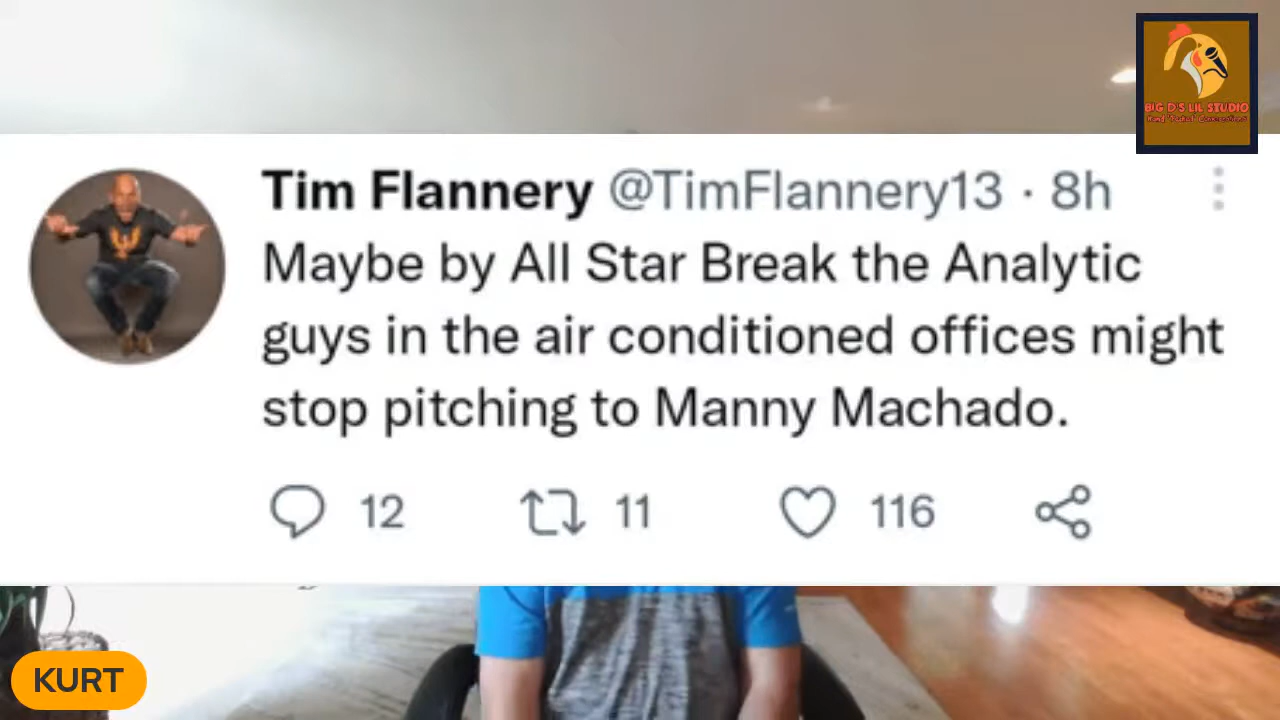 BIG D'S LIL STUDIO
Tim Flannery @TimFlannery13 · 8h
Maybe by All Star Break the Analytic
guys in the air conditioned offices might
stop pitching to Manny Machado.
12 11 116
KURT